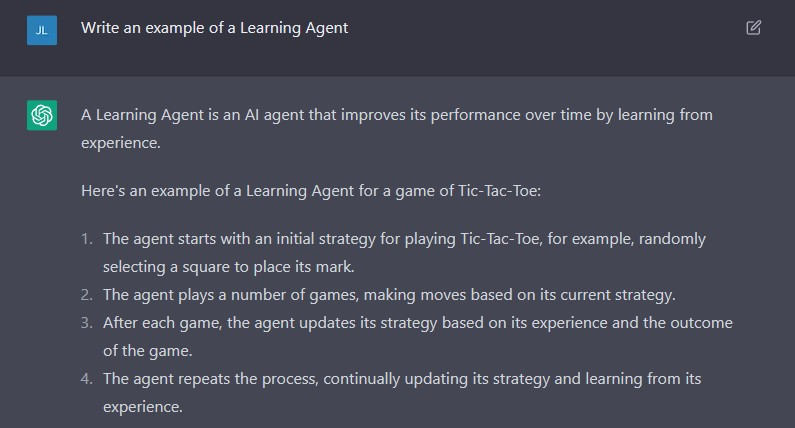 JL
Write an example of a Learning Agent
A Learning Agent is an AI agent that improves its performance over time by learning from
experience.
Here's an example of a Learning Agent for a game of Tic-Tac-Toe:
1. The agent starts with an initial strategy for playing Tic-Tac-Toe, for example, randomly
selecting a square to place its mark.
2. The agent plays a number of games, making moves based on its current strategy.
3. After each game, the agent updates its strategy based on its experience and the outcome
of the game.
4. The agent repeats the process, continually updating its strategy and learning from its
experience.